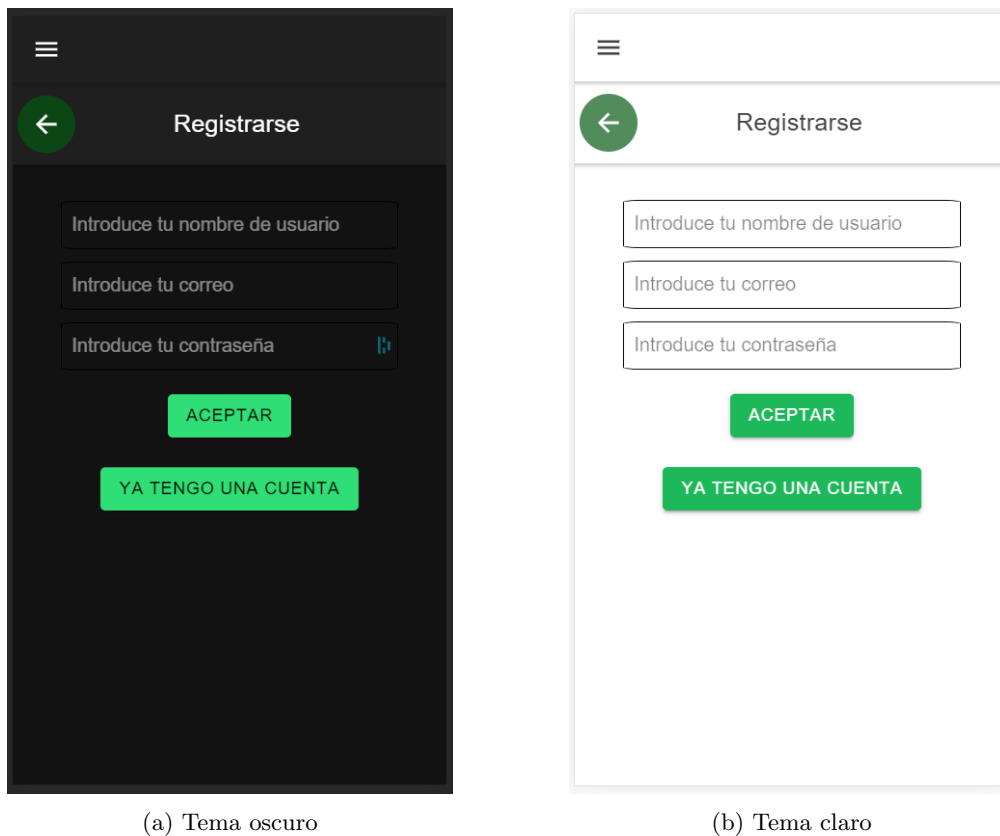 Registrarse
Introduce tu nombre de usuario
Introduce tu correo
Introduce tu contraseña
ACEPTAR
YA TENGO UNA CUENTA
(a) Tema oscuro
Registrarse
Introduce tu nombre de usuario
Introduce tu correo
Introduce tu contraseña
ACEPTAR
YA TENGO UNA CUENTA
(b) Tema claro